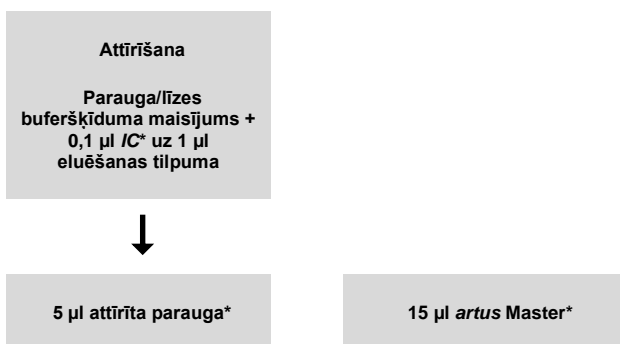 Attīrīšana
Parauga/līzes
buferšķīduma maisījums +
0,1 µl IC* uz 1 µl
eluēšanas tilpuma
5 µl attīrīta parauga*
15 µl artus Master*